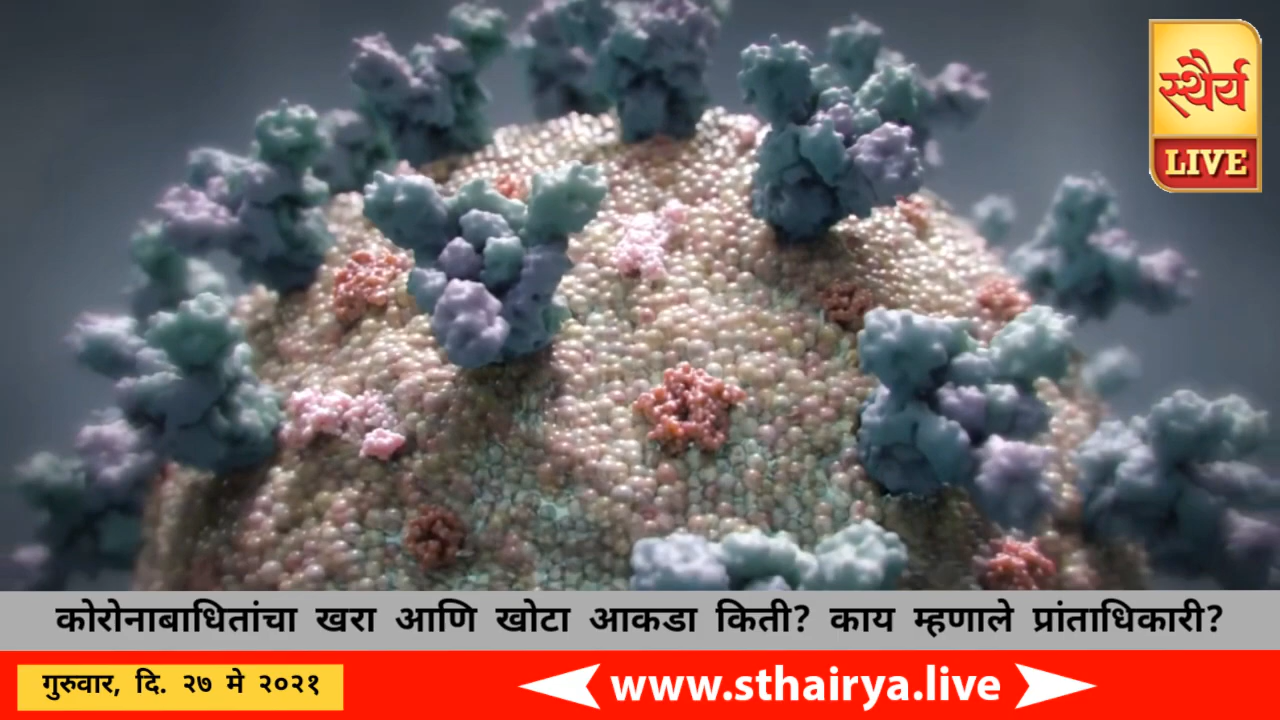 स्थैर्य
LIVE
कोरोनाबाधितांचा खरा आणि खोटा आकडा किती? काय म्हणाले प्रांताधिकारी?
गुरुवार, दि. २७ मे २०२१
www.sthairya.live